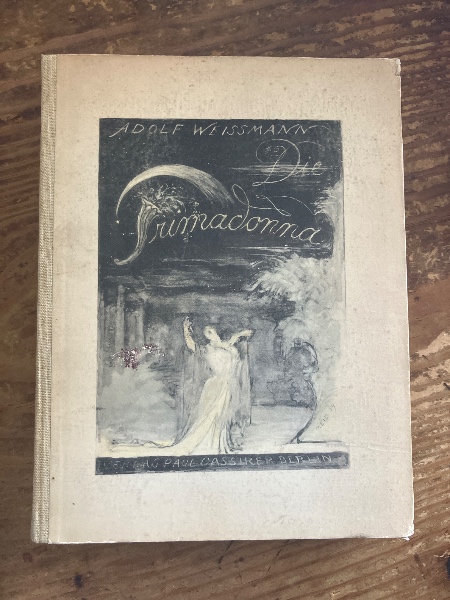 ADOLF WEISSMANN
Die
Primadonna
VERLAG PAUL CASSIRER BERLIN